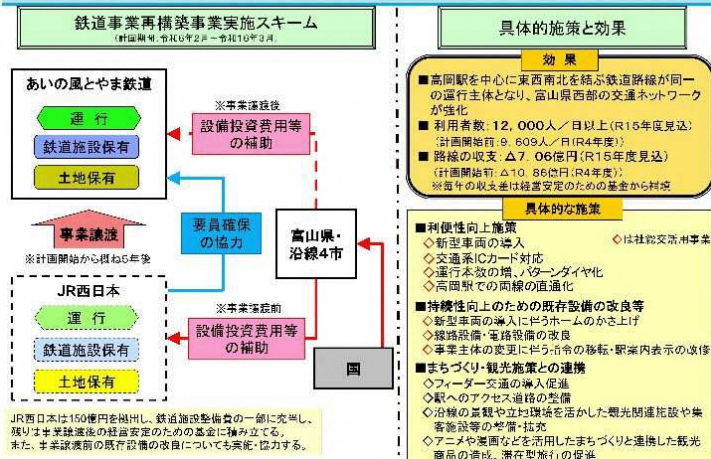 鉄道事業再構築事業実施スキーム
(計画期間:令和6年2月~令和16年3月)
あいの風とやま鉄道
運行
鉄道施設保有
土地保有
事業譲渡
※計画開始から概ね5年後
JR西日本
運行
鉄道施設保有
土地保有
※事業譲渡後
設備投資費用等
の補助
要員確保
の協力
富山県・
沿線4市
※事業譲渡前
設備投資費用等
の補助
国
JR西日本は150億円を拠出し、鉄道施設整備費の一部に充当し、
残りは事業譲渡後の経営安定のための基金に積み立てる。
また、事業譲渡前の既存設備の改良についても実施・協力する。
具体的施策と効果
効果
■高岡駅を中心に東西南北を結ぶ鉄道路線が同一
の運行主体となり、富山県西部の交通ネットワーク
が強化
■利用者数:12,000人/日以上(R15年度見込)
(計画開始前:9,609人/日(R4年度))
■路線の収支:△7.06億円(R15年度見込)
(計画開始前:△10.86億円(R4年度))
※毎年の収支差は経営安定のための基金から補填
具体的な施策
■利便性向上施策
◇は社総交活用事業
◇新型車両の導入
◇交通系ICカード対応
◇運行本数の増、パターンダイヤ化
◇高岡駅での両線の直通化
■持続性向上のための既存設備の改良等
◇新型車両の導入に伴うホームのかさ上げ
◇線路設備・電路設備の改良
◇事業主体の変更に伴う指令の移転・駅案内表示の改修
■まちづくり・観光施策との連携
◇フィーダー交通の導入促進
◇駅へのアクセス道路の整備
◇沿線の景観や立地環境を活かした観光関連施設や集
客施設等の整備・拡充
◇アニメや漫画などを活用したまちづくりと連携した観光
商品の造成、滞在型旅行の促進